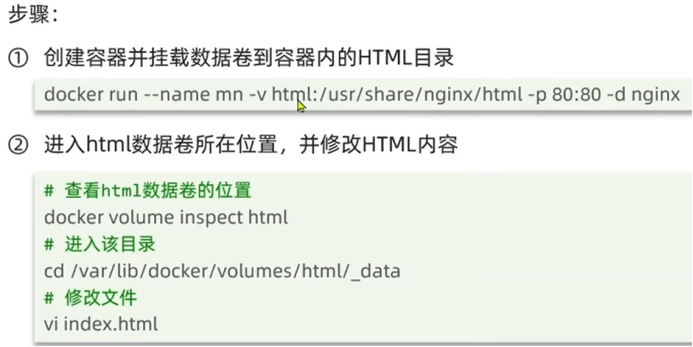 步骤：
① 创建容器并挂载数据卷到容器内的HTML目录
docker run --name mn -v html:/usr/share/nginx/html -p 80:80 -d nginx
② 进入html数据卷所在位置，并修改HTML内容
# 查看html数据卷的位置
docker volume inspect html
# 进入该目录
cd /var/lib/docker/volumes/html/_data
# 修改文件
vi index.html